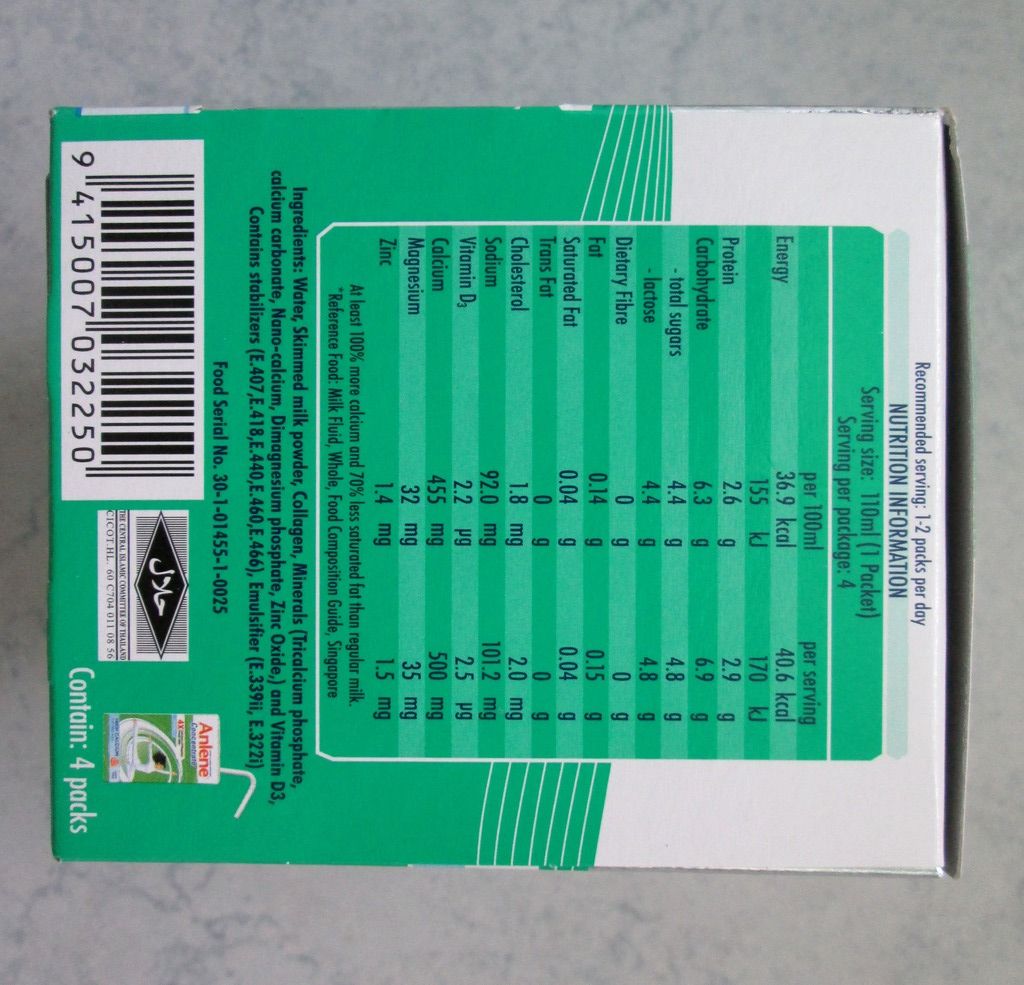 Recommended serving: 1-2 packs per day
NUTRITION INFORMATION
Serving size: 110ml (1 Packet)
Serving per package: 4
per 100ml per serving
Energy 36.9 kcal 40.6 kcal
155 kJ 170 kJ
Protein 2.6 g 2.9 g
Carbohydrate 6.3 g 6.9 g
- total sugars 4.4 g 4.8 g
- lactose 4.4 g 4.8 g
Dietary Fibre 0 g 0 g
Fat 0.14 g 0.15 g
Saturated Fat 0.04 g 0.04 g
Trans Fat 0 g 0 g
Cholesterol 1.8 mg 2.0 mg
Sodium 92.0 mg 101.2 mg
Vitamin D3 2.2 µg 2.5 µg
Calcium 455 mg 500 mg
Magnesium 32 mg 35 mg
Zinc 1.4 mg 1.5 mg
At least 100% more calcium and 70% less saturated fat than regular milk.
*Reference Food: Milk Fluid, Whole, Food Composition Guide, Singapore
Ingredients: Water, Skimmed milk powder, Collagen, Minerals (Tricalcium phosphate,
calcium carbonate, Nano-calcium, Dimagnesium phosphate, Zinc Oxide,) and Vitamin D3,
Contains stabilizers (E.407,E.418,E.440,E.460,E.466), Emulsifier (E.339ii, E.322i)
Food Serial No. 30-1-01455-1-0025
9 415007 032250
حلال
THE CENTRAL ISLAMIC COMMITTEE OF THAILAND
CICOT.HL. 60 C704 011 08 56
Anlene
Concentrate
4X
Contain: 4 packs